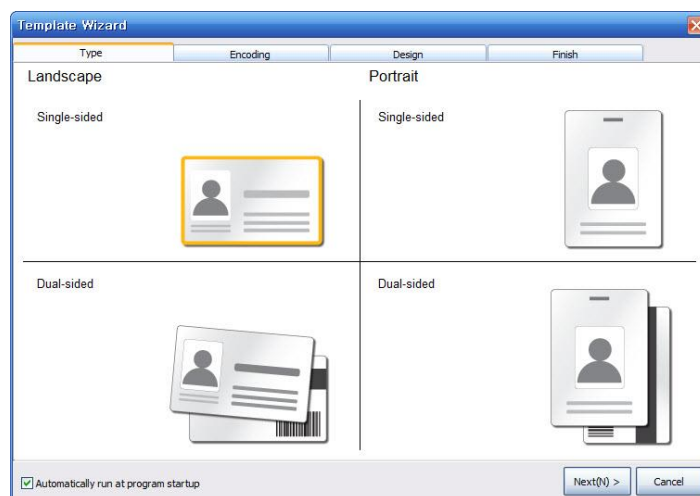 Template Wizard
Type Encoding Design Finish
Landscape Portrait
Single-sided Single-sided
Dual-sided Dual-sided
Automatically run at program startup Next(N) > Cancel